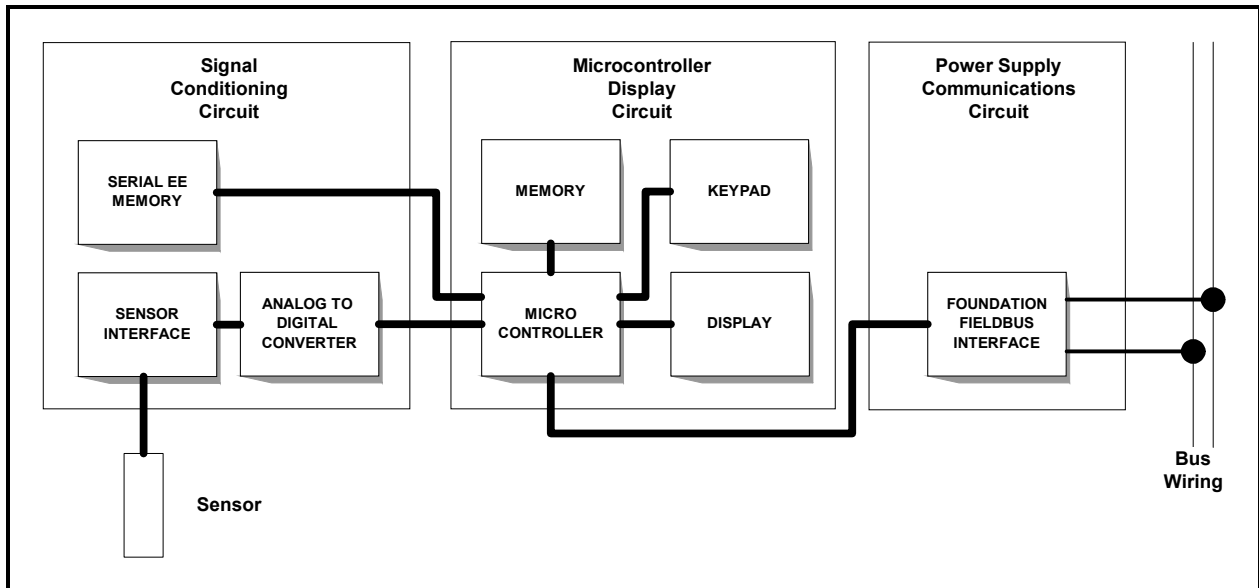 Signal
Conditioning
Circuit
SERIAL EE
MEMORY
SENSOR
INTERFACE
ANALOG TO
DIGITAL
CONVERTER
Sensor
Microcontroller
Display
Circuit
MEMORY
KEYPAD
MICRO
CONTROLLER
DISPLAY
Power Supply
Communications
Circuit
FOUNDATION
FIELDBUS
INTERFACE
Bus
Wiring